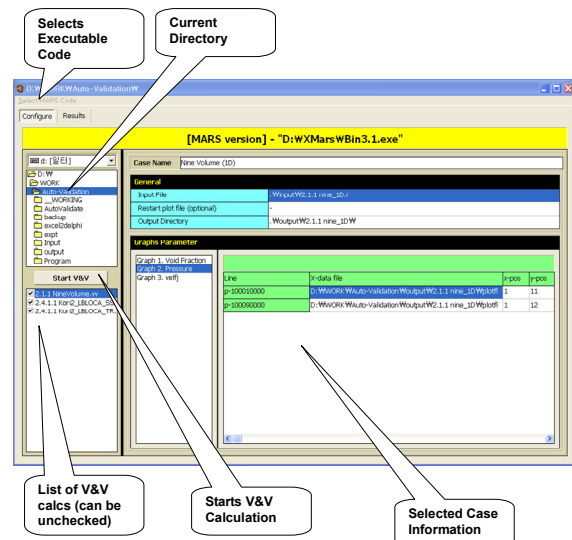 Selects
Executable
Code
Current
Directory
D:₩WORK₩Auto-Validation₩
Select MARS Code
Configure Results
[MARS version] - "D:₩XMars₩Bin3.1.exe"
d: [일터]
D:₩
WORK
Auto-Validation
__WORKING
AutoValidate
backup
excel2delphi
expt
Input
output
Program
Start V&V
2.1.1 NineVolume.vv
2.4.1.1 Kori2_LBLOCA_SS...
2.4.1.1 Kori2_LBLOCA_TR...
Case Name Nine Volume (1D)
General
Input File .₩input₩2.1.1 nine_1D.i
Restart plot file (optional) -
Output Directory .₩output₩2.1.1 nine_1D₩
Graphs Parameter
Graph 1. Void Fraction
Graph 2. Pressure
Graph 3. velfj
Line X-data file x-pos y-pos
p-100010000 D:₩WORK₩Auto-Validation₩output₩2.1.1 nine_1D₩plotfl 1 11
p-100090000 D:₩WORK₩Auto-Validation₩output₩2.1.1 nine_1D₩plotfl 1 12
List of V&V
calcs (can be
unchecked)
Starts V&V
Calculation
Selected Case
Information